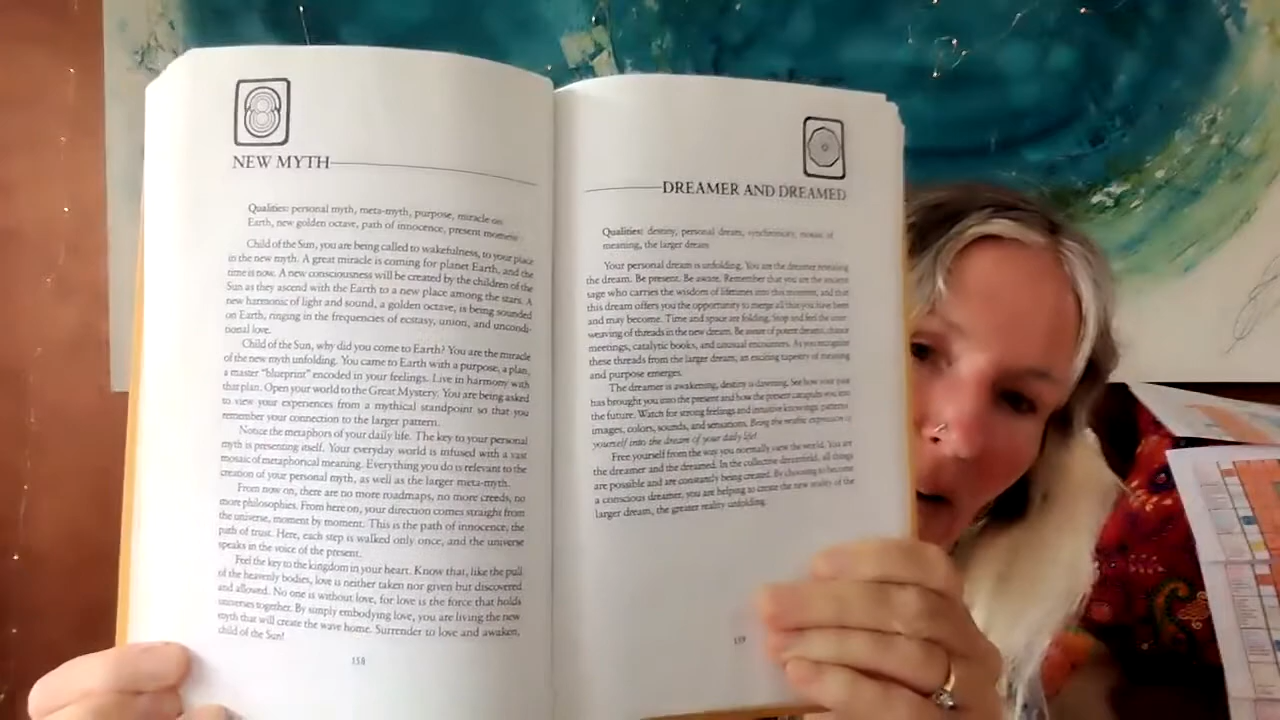 NEW MYTH
Qualities: personal myth, meta-myth, purpose, miracle on
Earth, new golden octave, path of innocence, present moment
Child of the Sun, you are being called to wakefulness, to your place
in the new myth. A great miracle is coming for planet Earth, and the
time is now. A new consciousness will be created by the children of the
Sun as they ascend with the Earth to a new place among the stars. A
new harmonic of light and sound, a golden octave, is being sounded
on Earth, ringing in the frequencies of ecstasy, union, and uncondi-
tional love.
Child of the Sun, why did you come to Earth? You are the miracle
of the new myth unfolding. You came to Earth with a purpose, a plan,
a master "blueprint" encoded in your feelings. Live in harmony with
that plan. Open your world to the Great Mystery. You are being asked
to view your experiences from a mythical standpoint so that you
remember your connection to the larger pattern.
Notice the metaphors of your daily life. The key to your personal
myth is presenting itself. Your everyday world is infused with a vast
mosaic of metaphorical meaning. Everything you do is relevant to the
creation of your personal myth, as well as the larger meta-myth.
From now on, there are no more roadmaps, no more creeds, no
more philosophies. From here on, your direction comes straight from
the universe, moment by moment. This is the path of innocence, the
path of trust. Here, each step is walked only once, and the universe
speaks in the voice of the present.
Feel the key to the kingdom in your heart. Know that, like the pull
of the heavenly bodies, love is neither taken nor given but discovered
and allowed. No one is without love, for love is the force that holds
universes together. By simply embodying love, you are living the new
myth that will create the wave home. Surrender to love and awaken,
child of the Sun!
158
DREAMER AND DREAMED
Qualities: destiny, personal dream, synchronicity, mosaic of
meaning, the larger dream
Your personal dream is unfolding. You are the dreamer
the dream. Be present. Be aware. Remember that you are the ancient
sage who carries the wisdom of lifetimes into this moment, and that
this dream offers you the opportunity to merge all that you have been
and may become. Time and space are folding. Stop and feel the
weaving of threads in the new dream. Be aware of potent dreams, chance
meetings, catalytic books, and unusual encounters. As you recognize
these threads from the larger dream, an exciting tapestry of meaning
and purpose emerges.
The dreamer is awakening, destiny is dawning. See how your
has brought you into the present and how the present catapults you into
the future. Watch for strong feelings and intuitive knowings, patterns,
images, colors, sounds, and sensations. Bring the
yourself into the dream of your daily life!
Free yourself from the way you normally view the world. You are
the dreamer and the dreamed. In the collective dreamfield, all things
are possible and are constantly being created. By choosing to become
a conscious dreamer, you are helping to create the new reality of the
larger dream, the greater reality unfolding.
159